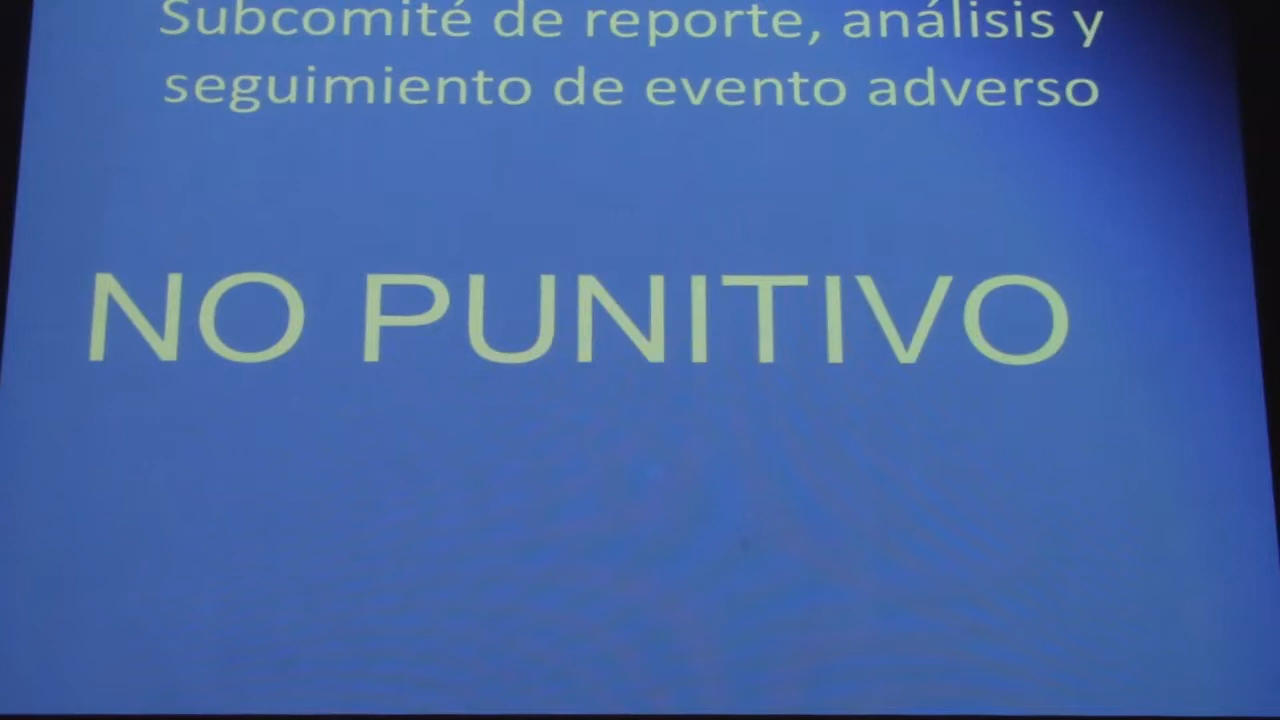 Subcomité de reporte, análisis y
seguimiento de evento adverso
NO PUNITIVO